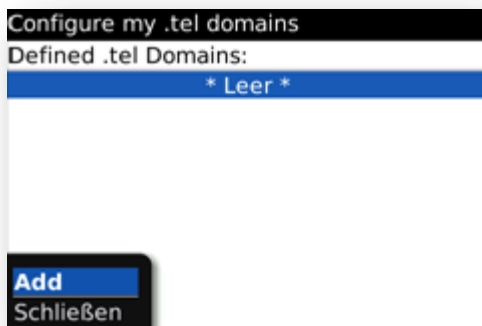 Configure my .tel domains
Defined .tel Domains:
* Leer *
Add
Schließen